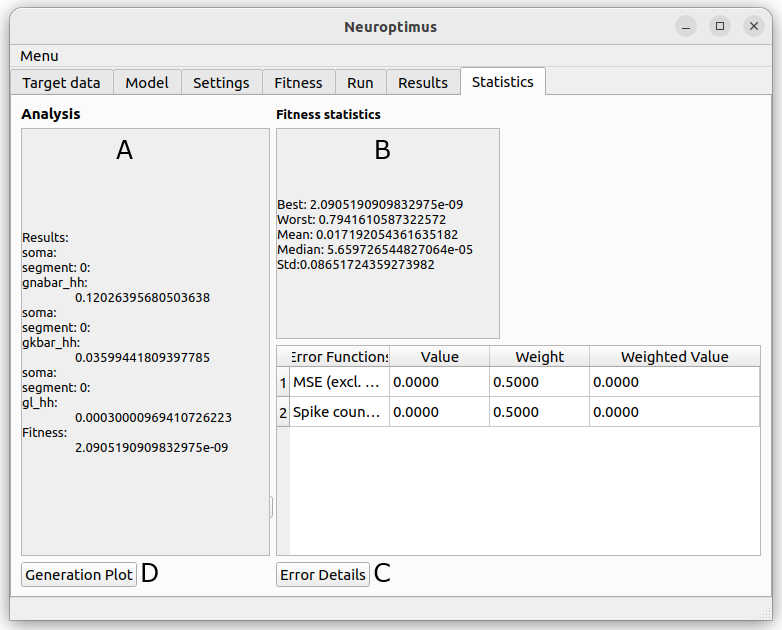 Neuroptimus
Menu
Target data Model Settings Fitness Run Results Statistics
Analysis
A
Results:
soma:
segment: 0:
gnabar_hh:
0.12026395680503638
soma:
segment: 0:
gkbar_hh:
0.03599441809397785
soma:
segment: 0:
gl_hh:
0.00030000969410726223
Fitness:
2.0905190909832975e-09
Generation Plot D
Fitness statistics
B
Best: 2.0905190909832975e-09
Worst: 0.7941610587322572
Mean: 0.017192054361635182
Median: 5.659726544827064e-05
Std:0.08651724359273982
Error Functions Value Weight Weighted Value
1 MSE (excl. … 0.0000 0.5000 0.0000
2 Spike coun… 0.0000 0.5000 0.0000
Error Details C